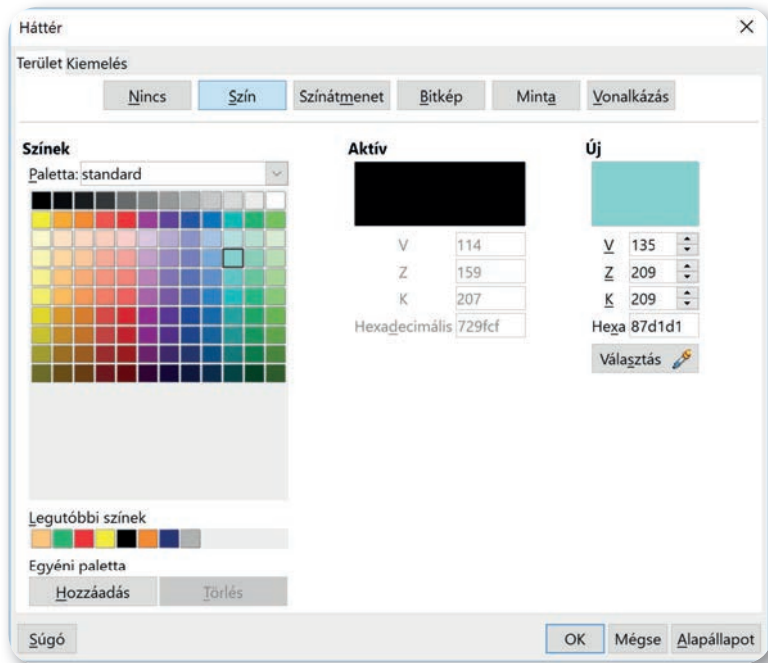 Háttér
Terület Kiemelés
Nincs Szín Színátmenet Bitkép Minta Vonalkázás
Színek
Paletta: standard
Legutóbbi színek
Egyéni paletta
Hozzáadás Törlés
Aktív
V 114
Z 159
K 207
Hexadecimális 729fcf
Új
V 135
Z 209
K 209
Hexa 87d1d1
Választás
Súgó OK Mégse Alapállapot